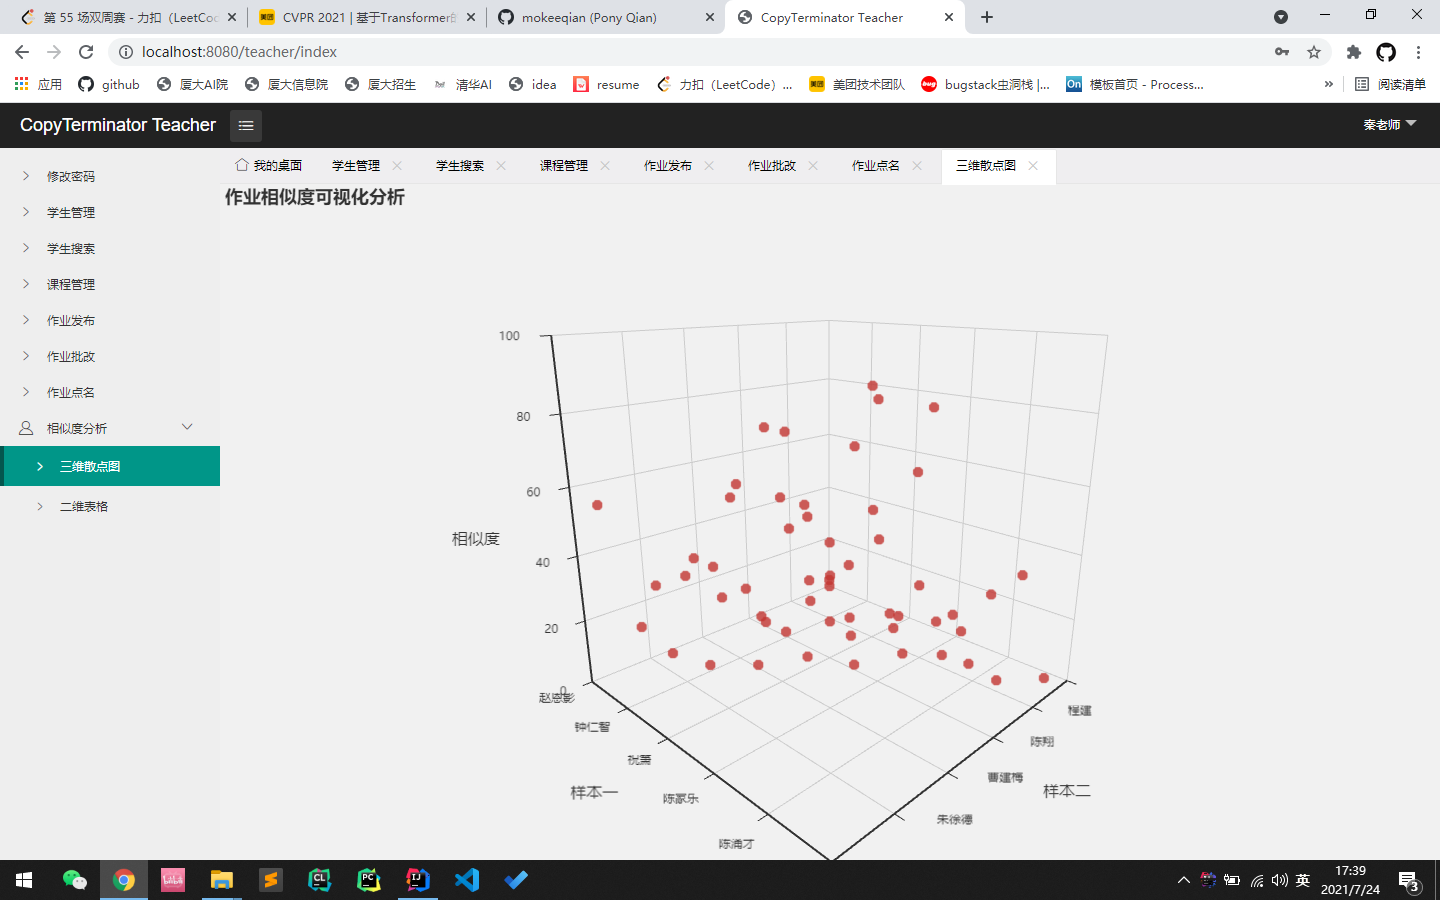 第 55 场双周赛 - 力扣（LeetCo
CVPR 2021 | 基于Transformer的
mokeeqian (Pony Qian)
CopyTerminator Teacher
localhost:8080/teacher/index
应用
github
厦大AI院
厦大信息院
厦大招生
清华AI
idea
resume
力扣（LeetCode）...
美团技术团队
bugstack虫洞栈 |...
模板首页 - Process...
»
阅读清单
CopyTerminator Teacher
秦老师
我的桌面
学生管理
学生搜索
课程管理
作业发布
作业批改
作业点名
三维散点图
修改密码
学生管理
学生搜索
课程管理
作业发布
作业批改
作业点名
相似度分析
三维散点图
二维表格
作业相似度可视化分析
100
80
60
40
20
0
相似度
赵恩影
钟仁智
祝萧
陈家乐
陈涌才
样本一
程建
陈翔
曹建梅
朱徐德
样本二
英
17:39
2021/7/24
3